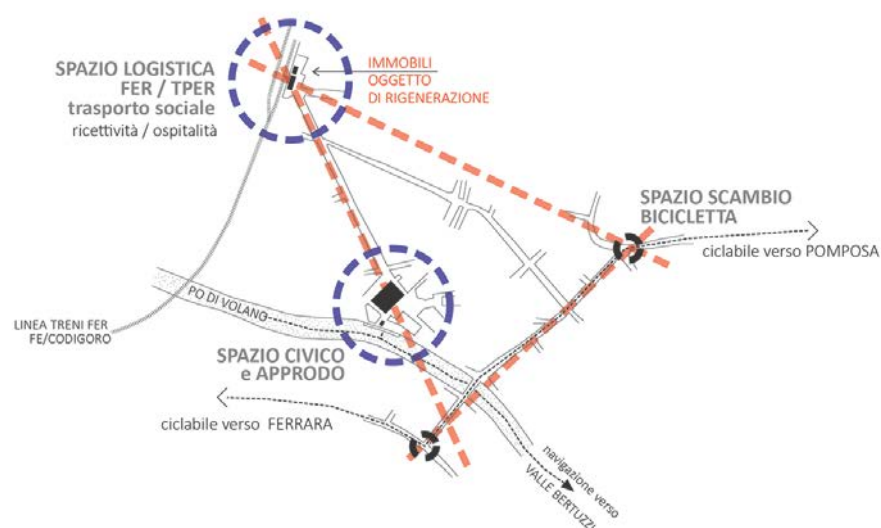 SPAZIO LOGISTICA
FER / TPER
trasporto sociale
ricettività / ospitalità
IMMOBILI
OGGETTO
DI RIGENERAZIONE
SPAZIO SCAMBIO
BICICLETTA
ciclabile verso POMPOSA
PO DI VOLANO
LINEA TRENI FER
FE/CODIGORO
SPAZIO CIVICO
e APPRODO
ciclabile verso FERRARA
navigazione verso
VALLE BERTUZZI